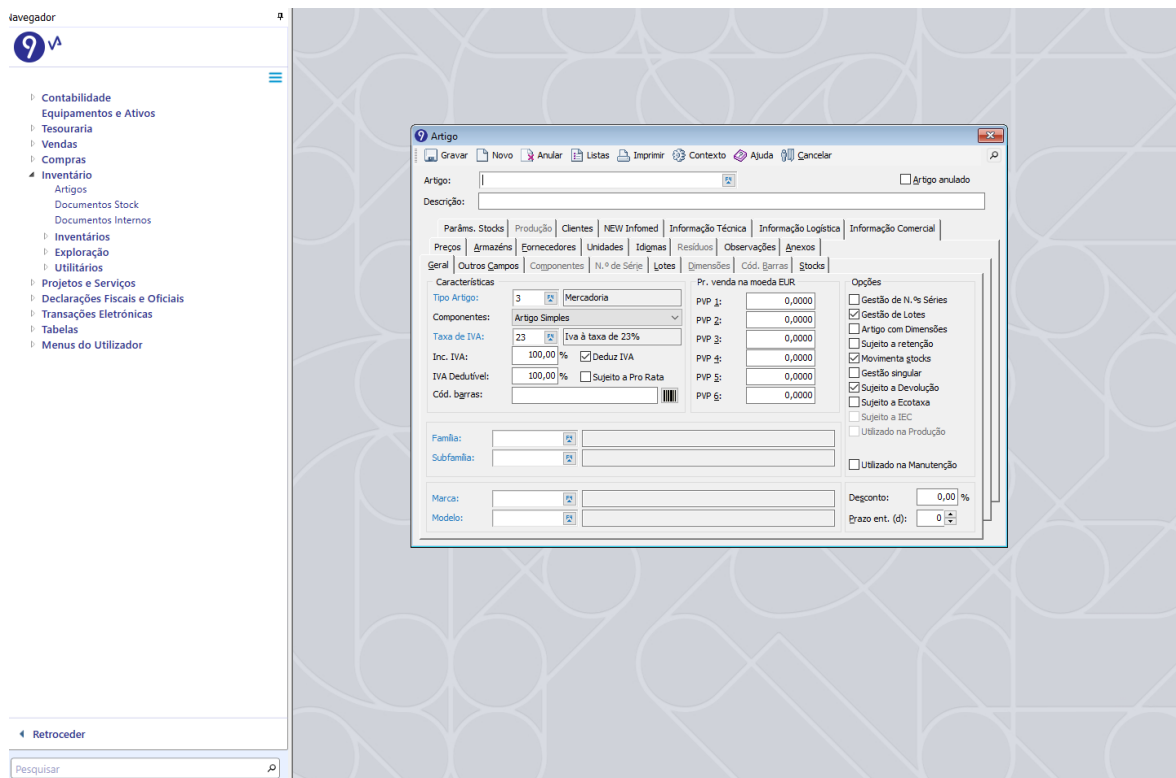 Navegador
9
Contabilidade
Equipamentos e Ativos
Tesouraria
Vendas
Compras
Inventário
Artigos
Documentos Stock
Documentos Internos
Inventários
Exploração
Utilitários
Projetos e Serviços
Declarações Fiscais e Oficiais
Transações Eletrónicas
Tabelas
Menus do Utilizador
Retroceder
Pesquisar
9 Artigo
Gravar Novo Anular Listas Imprimir Contexto Ajuda Cancelar
Artigo: F4 Artigo anulado
Descrição:
Parâms. Stocks Produção Clientes NEW Infomed Informação Técnica Informação Logística Informação Comercial
Preços Armazéns Fornecedores Unidades Idiomas Resíduos Observações Anexos
Geral Outros Campos Componentes N.º de Série Lotes Dimensões Cód. Barras Stocks
Características
Tipo Artigo: 3 F4 Mercadoria
Componentes: Artigo Simples
Taxa de IVA: 23 F4 Iva à taxa de 23%
Inc. IVA: 100,00 % Deduz IVA
IVA Dedutível: 100,00 % Sujeito a Pro Rata
Cód. barras:
Pr. venda na moeda EUR
PVP 1: 0,0000
PVP 2: 0,0000
PVP 3: 0,0000
PVP 4: 0,0000
PVP 5: 0,0000
PVP 6: 0,0000
Opções
Gestão de N.ºs Séries
Gestão de Lotes
Artigo com Dimensões
Sujeito a retenção
Movimenta stocks
Gestão singular
Sujeito a Devolução
Sujeito a Ecotaxa
Sujeito a IEC
Utilizado na Produção
Utilizado na Manutenção
Família: F4
Subfamília: F4
Marca: F4
Modelo: F4
Desconto: 0,00 %
Prazo ent. (d): 0